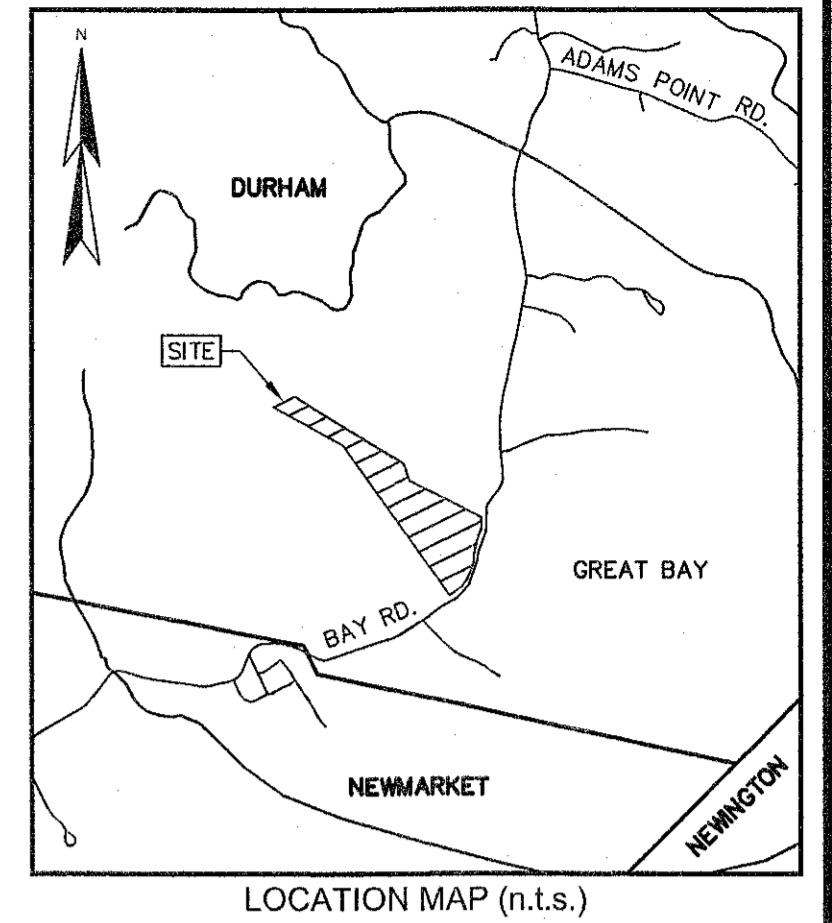 N
ADAMS POINT RD.
DURHAM
SITE
GREAT BAY
BAY RD.
NEWMARKET
NEWINGTON
LOCATION MAP (n.t.s.)